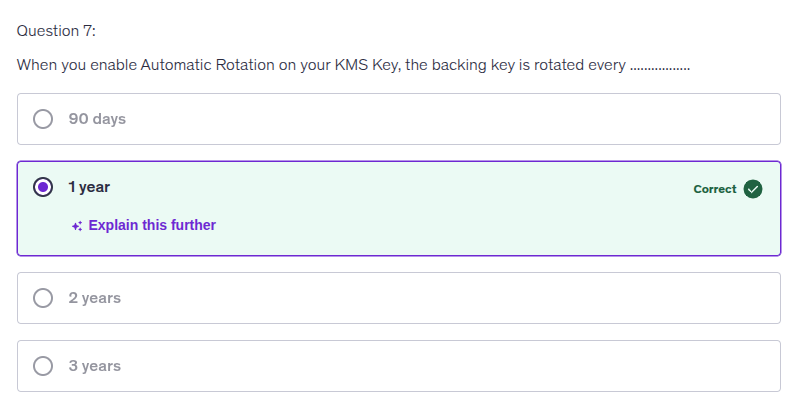 Question 7:
When you enable Automatic Rotation on your KMS Key, the backing key is rotated every .................
90 days
1 year
Correct
Explain this further
2 years
3 years